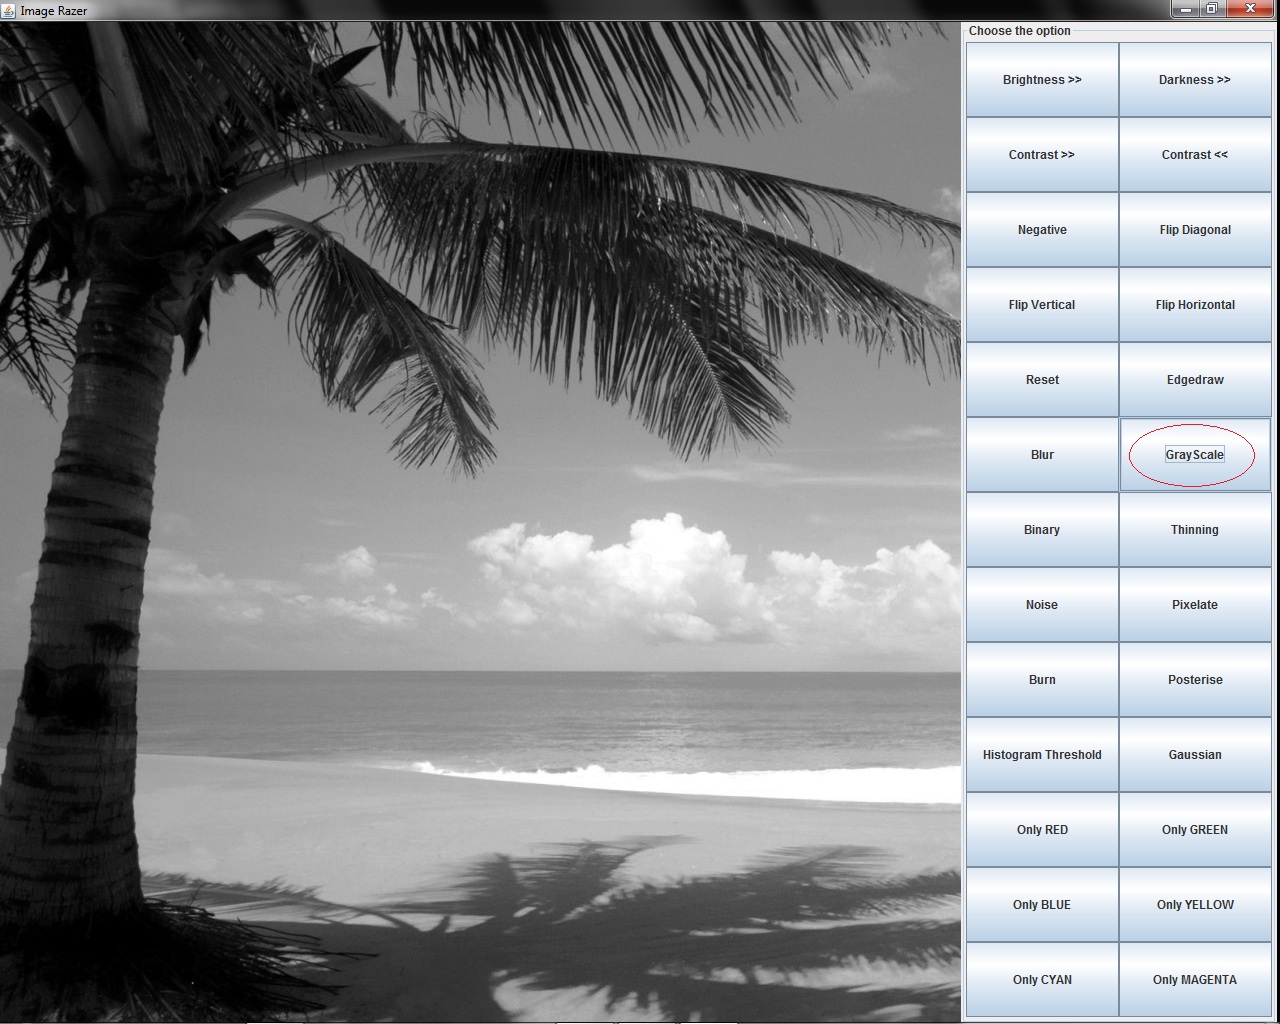 Image Razer
Choose the option
Brightness >>
Darkness >>
Contrast >>
Contrast <<
Negative
Flip Diagonal
Flip Vertical
Flip Horizontal
Reset
Edgedraw
Blur
GrayScale
Binary
Thinning
Noise
Pixelate
Burn
Posterise
Histogram Threshold
Gaussian
Only RED
Only GREEN
Only BLUE
Only YELLOW
Only CYAN
Only MAGENTA